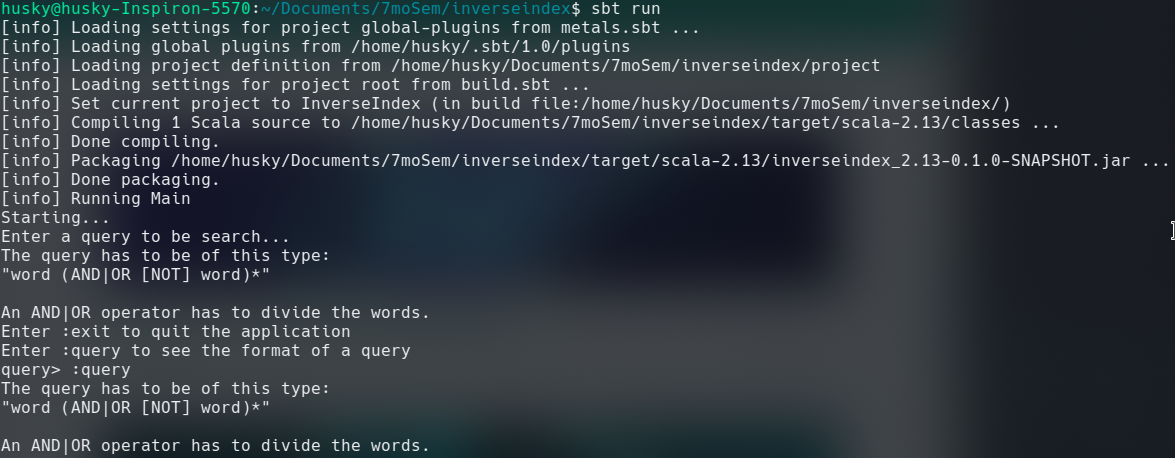 husky@husky-Inspiron-5570:~/Documents/7moSem/inverseindex$ sbt run
[info] Loading settings for project global-plugins from metals.sbt ...
[info] Loading global plugins from /home/husky/.sbt/1.0/plugins
[info] Loading project definition from /home/husky/Documents/7moSem/inverseindex/project
[info] Loading settings for project root from build.sbt ...
[info] Set current project to InverseIndex (in build file:/home/husky/Documents/7moSem/inverseindex/)
[info] Compiling 1 Scala source to /home/husky/Documents/7moSem/inverseindex/target/scala-2.13/classes ...
[info] Done compiling.
[info] Packaging /home/husky/Documents/7moSem/inverseindex/target/scala-2.13/inverseindex_2.13-0.1.0-SNAPSHOT.jar ...
[info] Done packaging.
[info] Running Main
Starting...
Enter a query to be search...
The query has to be of this type:
"word (AND|OR [NOT] word)*"
An AND|OR operator has to divide the words.
Enter :exit to quit the application
Enter :query to see the format of a query
query> :query
The query has to be of this type:
"word (AND|OR [NOT] word)*"
An AND|OR operator has to divide the words.